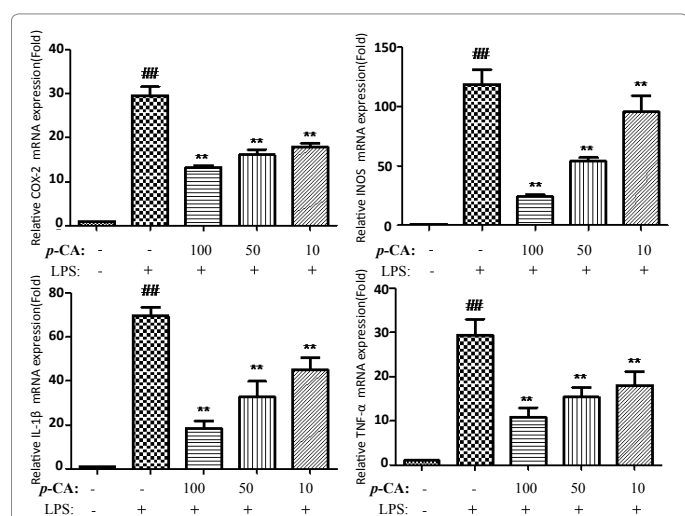 Relative COX-2 mRNA expression(Fold)
40
30
20
10
0
##
**
**
**
p-CA: - - 100 50 10
LPS: - + + + +
Relative INOS mRNA expression(Fold)
150
100
50
0
##
**
**
**
- - 100 50 10
- + + + +
Relative IL-1β mRNA expression(Fold)
80
60
40
20
0
##
**
**
**
p-CA: - - 100 50 10
LPS: - + + + +
Relative TNF-α mRNA expression(Fold)
40
30
20
10
0
##
**
**
**
p-CA: - - 100 50 10
LPS: - + + + +